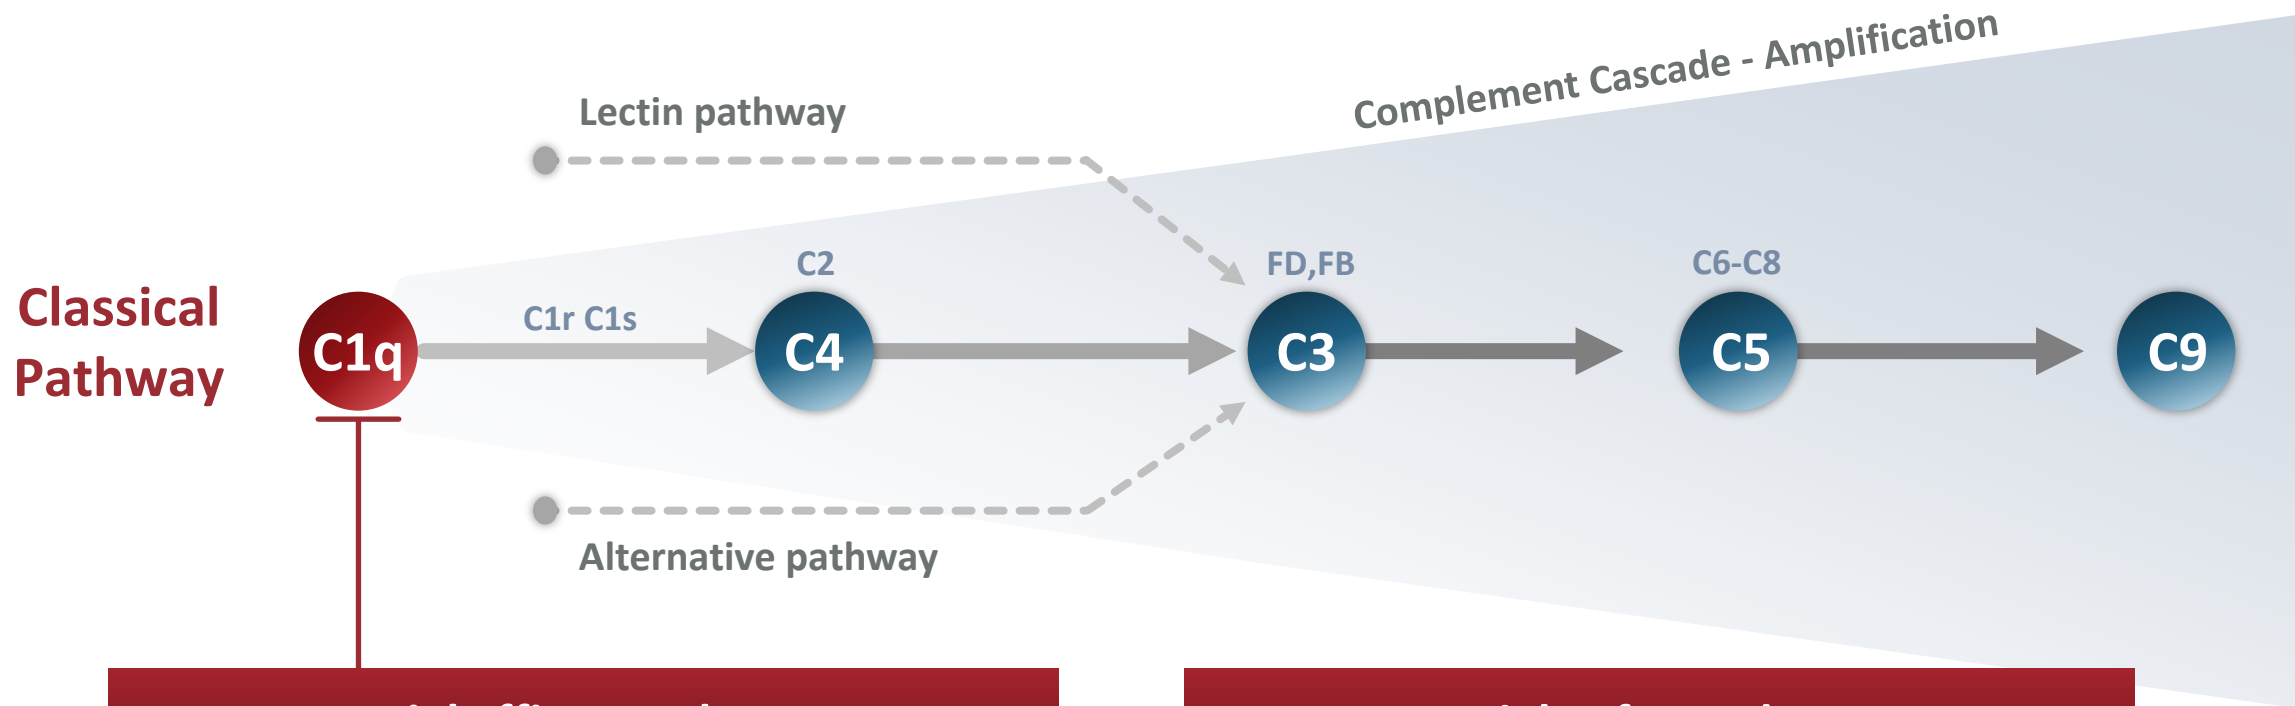 Complement Cascade - Amplification
Lectin pathway
C2
FD,FB
C6-C8
Classical
Pathway
C1q
C1r C1s
C4
C3
C5
C9
Alternative pathway